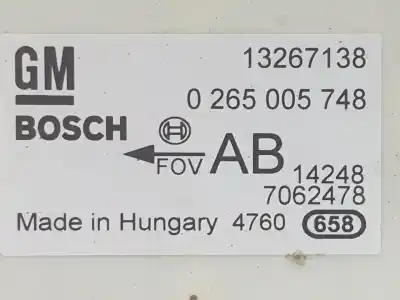 GM 13267138
0 265 005 748
BOSCH
FOV AB
14248
7062478
Made in Hungary 4760 658